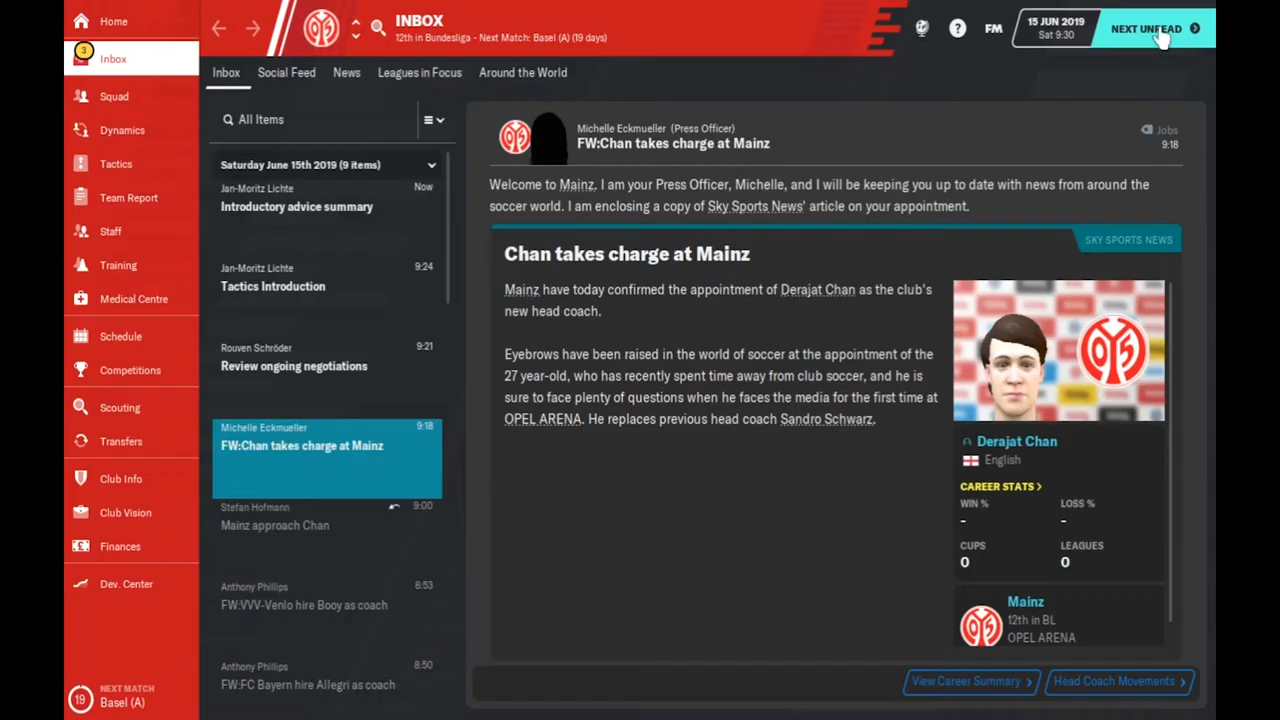 Home
INBOX
12th in Bundesliga - Next Match: Basel (A) (19 days)
FM
15 JUN 2019
Sat 9:30
NEXT UNREAD
3
Inbox
Squad
Dynamics
Tactics
Team Report
Staff
Training
Medical Centre
Schedule
Competitions
Scouting
Transfers
Club Info
Club Vision
Finances
Dev. Center
19
NEXT MATCH
Basel (A)
Inbox
Social Feed
News
Leagues in Focus
Around the World
All Items
Saturday June 15th 2019 (9 items)
Jan-Moritz Lichte Now
Introductory advice summary
Jan-Moritz Lichte 9:24
Tactics Introduction
Rouven Schröder 9:21
Review ongoing negotiations
Michelle Eckmueller 9:18
FW:Chan takes charge at Mainz
Stefan Hofmann 9:00
Mainz approach Chan
Anthony Phillips 8:53
FW:VVV-Venlo hire Booy as coach
Anthony Phillips 8:50
FW:FC Bayern hire Allegri as coach
Michelle Eckmueller (Press Officer)
FW:Chan takes charge at Mainz
Jobs
9:18
Welcome to Mainz. I am your Press Officer, Michelle, and I will be keeping you up to date with news from around the
soccer world. I am enclosing a copy of Sky Sports News' article on your appointment.
SKY SPORTS NEWS
Chan takes charge at Mainz
Mainz have today confirmed the appointment of Derajat Chan as the club's
new head coach.
Eyebrows have been raised in the world of soccer at the appointment of the
27 year-old, who has recently spent time away from club soccer, and he is
sure to face plenty of questions when he faces the media for the first time at
OPEL ARENA. He replaces previous head coach Sandro Schwarz.
Derajat Chan
English
CAREER STATS >
WIN % LOSS %
- -
CUPS LEAGUES
0 0
Mainz
12th in BL
OPEL ARENA
View Career Summary >
Head Coach Movements >